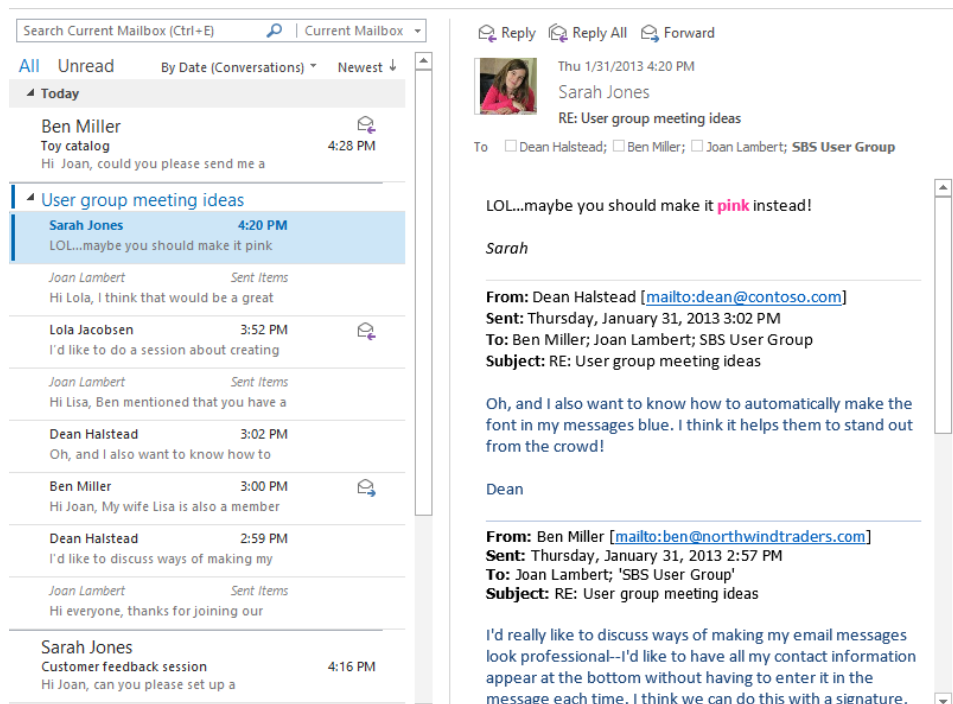 Search Current Mailbox (Ctrl+E)
Current Mailbox
All Unread By Date (Conversations) Newest ↓
Today
Ben Miller
Toy catalog 4:28 PM
Hi Joan, could you please send me a
User group meeting ideas
Sarah Jones 4:20 PM
LOL...maybe you should make it pink
Joan Lambert Sent Items
Hi Lola, I think that would be a great
Lola Jacobsen 3:52 PM
I'd like to do a session about creating
Joan Lambert Sent Items
Hi Lisa, Ben mentioned that you have a
Dean Halstead 3:02 PM
Oh, and I also want to know how to
Ben Miller 3:00 PM
Hi Joan, My wife Lisa is also a member
Dean Halstead 2:59 PM
I'd like to discuss ways of making my
Joan Lambert Sent Items
Hi everyone, thanks for joining our
Sarah Jones
Customer feedback session 4:16 PM
Hi Joan, can you please set up a
Reply Reply All Forward
Thu 1/31/2013 4:20 PM
Sarah Jones
RE: User group meeting ideas
To Dean Halstead; Ben Miller; Joan Lambert; SBS User Group
LOL...maybe you should make it pink instead!
Sarah
From: Dean Halstead [mailto:dean@contoso.com]
Sent: Thursday, January 31, 2013 3:02 PM
To: Ben Miller; Joan Lambert; SBS User Group
Subject: RE: User group meeting ideas
Oh, and I also want to know how to automatically make the
font in my messages blue. I think it helps them to stand out
from the crowd!
Dean
From: Ben Miller [mailto:ben@northwindtraders.com]
Sent: Thursday, January 31, 2013 2:57 PM
To: Joan Lambert; 'SBS User Group'
Subject: RE: User group meeting ideas
I'd really like to discuss ways of making my email messages
look professional--I'd like to have all my contact information
appear at the bottom without having to enter it in the
message each time. I think we can do this with a signature.